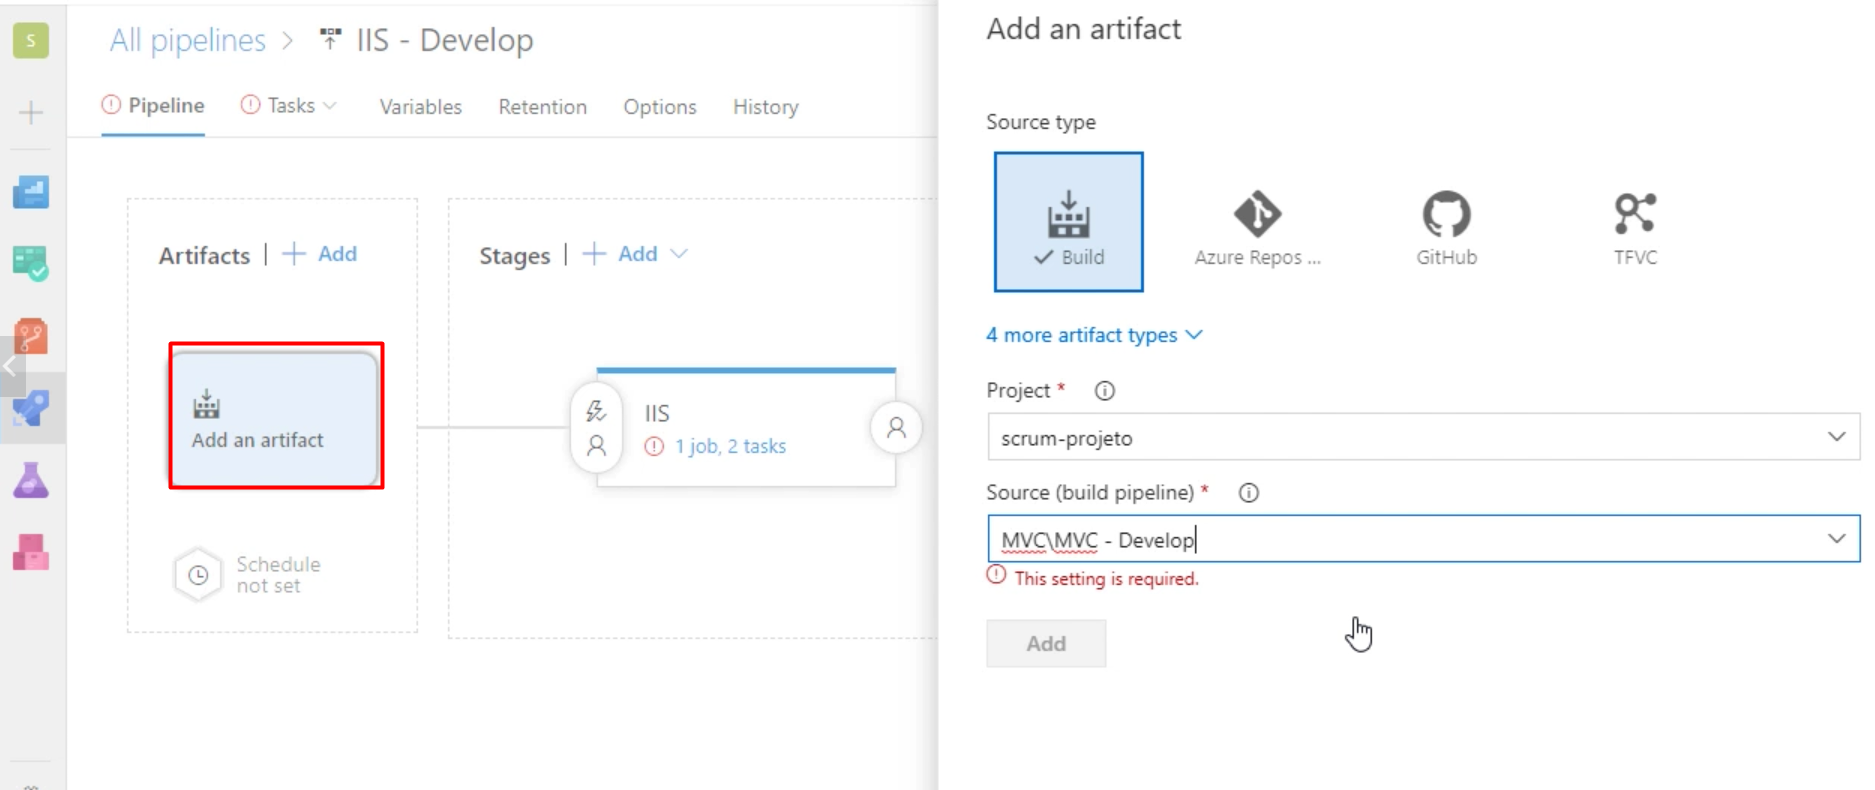 S
All pipelines > IIS - Develop
Pipeline Tasks Variables Retention Options History
Artifacts | + Add
Stages | + Add
Add an artifact
IIS
1 job, 2 tasks
Schedule
not set
Add an artifact
Source type
Build
Azure Repos ...
GitHub
TFVC
4 more artifact types
Project *
scrum-projeto
Source (build pipeline) *
MVC\MVC - Develop
This setting is required.
Add